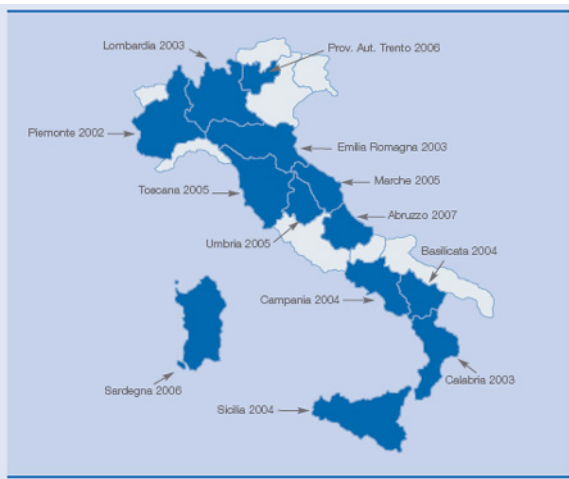 Lombardia 2003
Prov. Aut. Trento 2006
Piemonte 2002
Emilia Romagna 2003
Marche 2005
Toscana 2005
Abruzzo 2007
Umbria 2005
Basilicata 2004
Campania 2004
Calabria 2003
Sardegna 2006
Sicilia 2004